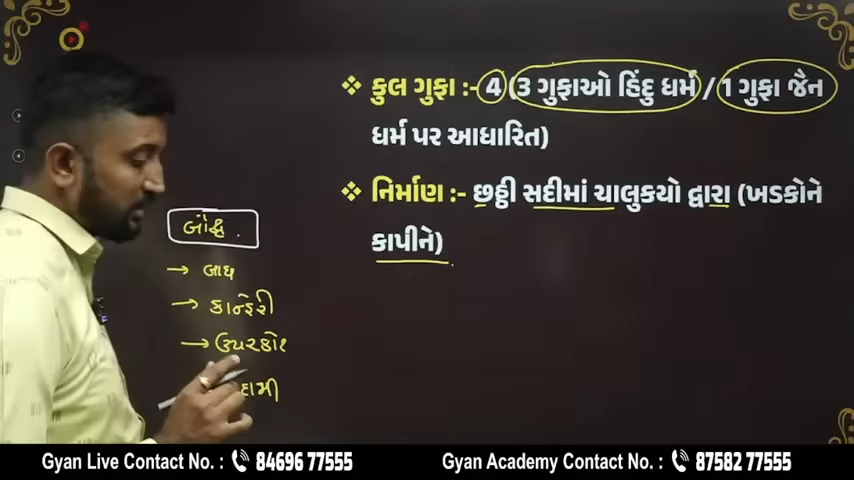 ❖ કુલ ગુફા :- 4 (3 ગુફાઓ હિંદુ ધર્મ / 1 ગુફા જૈન
ધર્મ પર આધારિત)
❖ નિર્માણ :- છઠ્ઠી સદીમાં ચાલુકયો દ્વારા (ખડકોને
કાપીને)
બૌદ્ધ
→ બાઘ
→ કાન્હેરી
→ ઉપરકોટ
Gyan Live Contact No. : 84696 77555
Gyan Academy Contact No. : 87582 77555